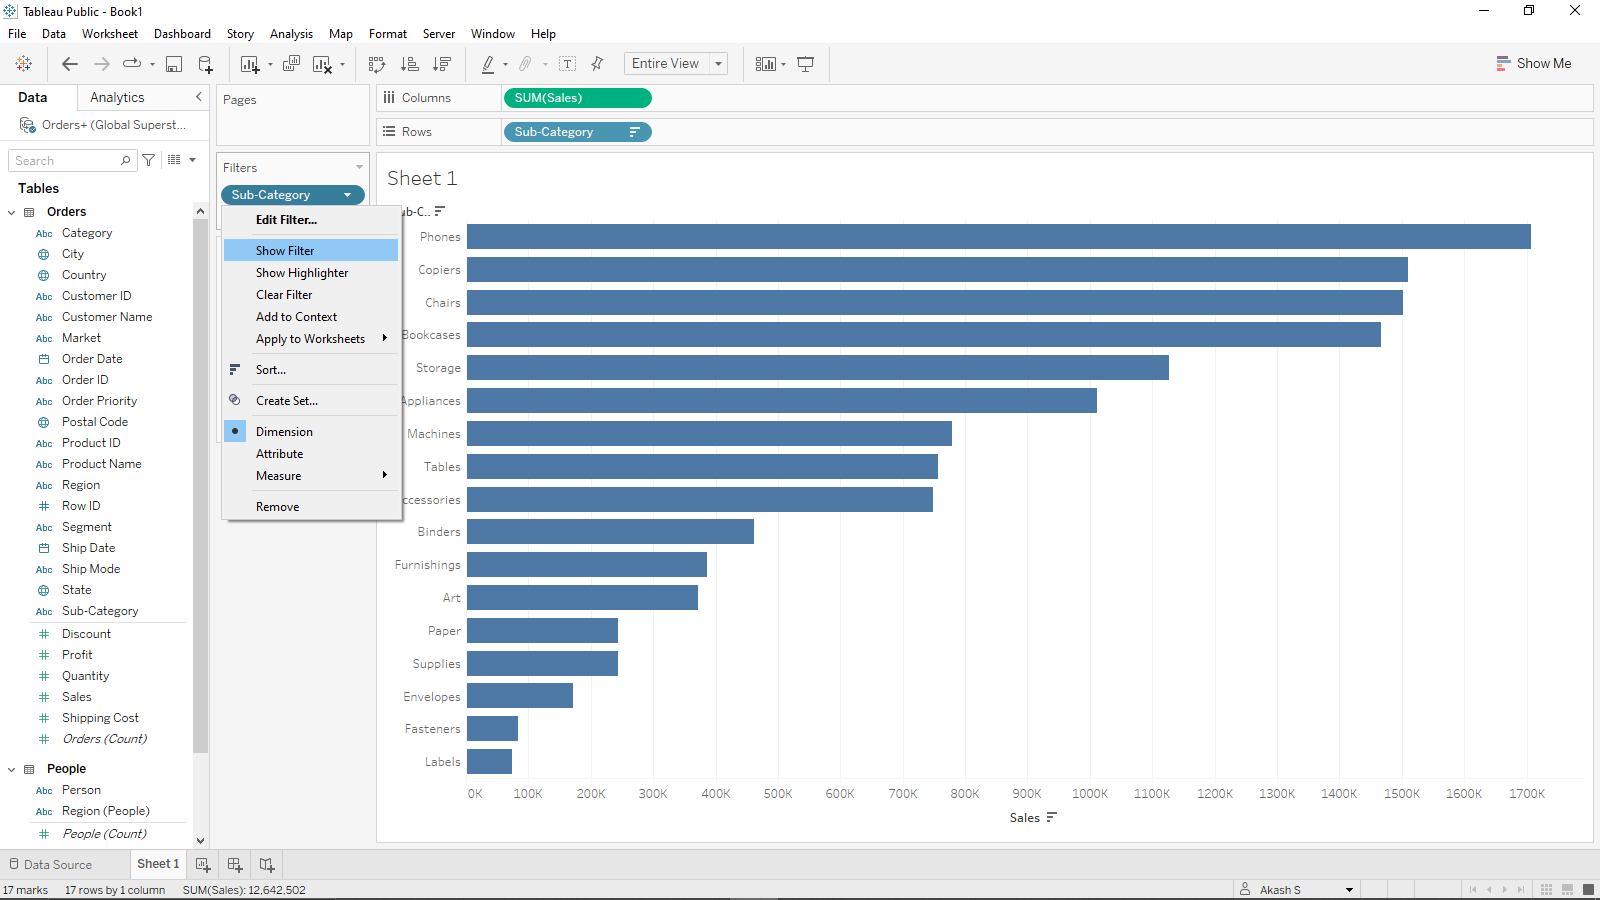 Tableau Public - Book1
File Data Worksheet Dashboard Story Analysis Map Format Server Window Help
Entire View
Show Me
Data
Analytics
Orders+ (Global Superst...
Search
Tables
Orders
Abc Category
City
Country
Abc Customer ID
Abc Customer Name
Abc Market
Order Date
Abc Order ID
Abc Order Priority
Postal Code
Abc Product ID
Abc Product Name
Abc Region
Row ID
Abc Segment
Ship Date
Abc Ship Mode
State
Abc Sub-Category
Discount
Profit
Quantity
Sales
Shipping Cost
Orders (Count)
People
Abc Person
Abc Region (People)
People (Count)
Pages
Filters
Sub-Category
Edit Filter...
Show Filter
Show Highlighter
Clear Filter
Add to Context
Apply to Worksheets
Sort...
Create Set...
Dimension
Attribute
Measure
Remove
Columns
SUM(Sales)
Rows
Sub-Category
Sheet 1
ub-C..
Phones
Copiers
Chairs
Bookcases
Storage
Appliances
Machines
Tables
ccessories
Binders
Furnishings
Art
Paper
Supplies
Envelopes
Fasteners
Labels
0K 100K 200K 300K 400K 500K 600K 700K 800K 900K 1000K 1100K 1200K 1300K 1400K 1500K 1600K 1700K
Sales
Data Source
Sheet 1
17 marks 17 rows by 1 column SUM(Sales): 12,642,502
Akash S